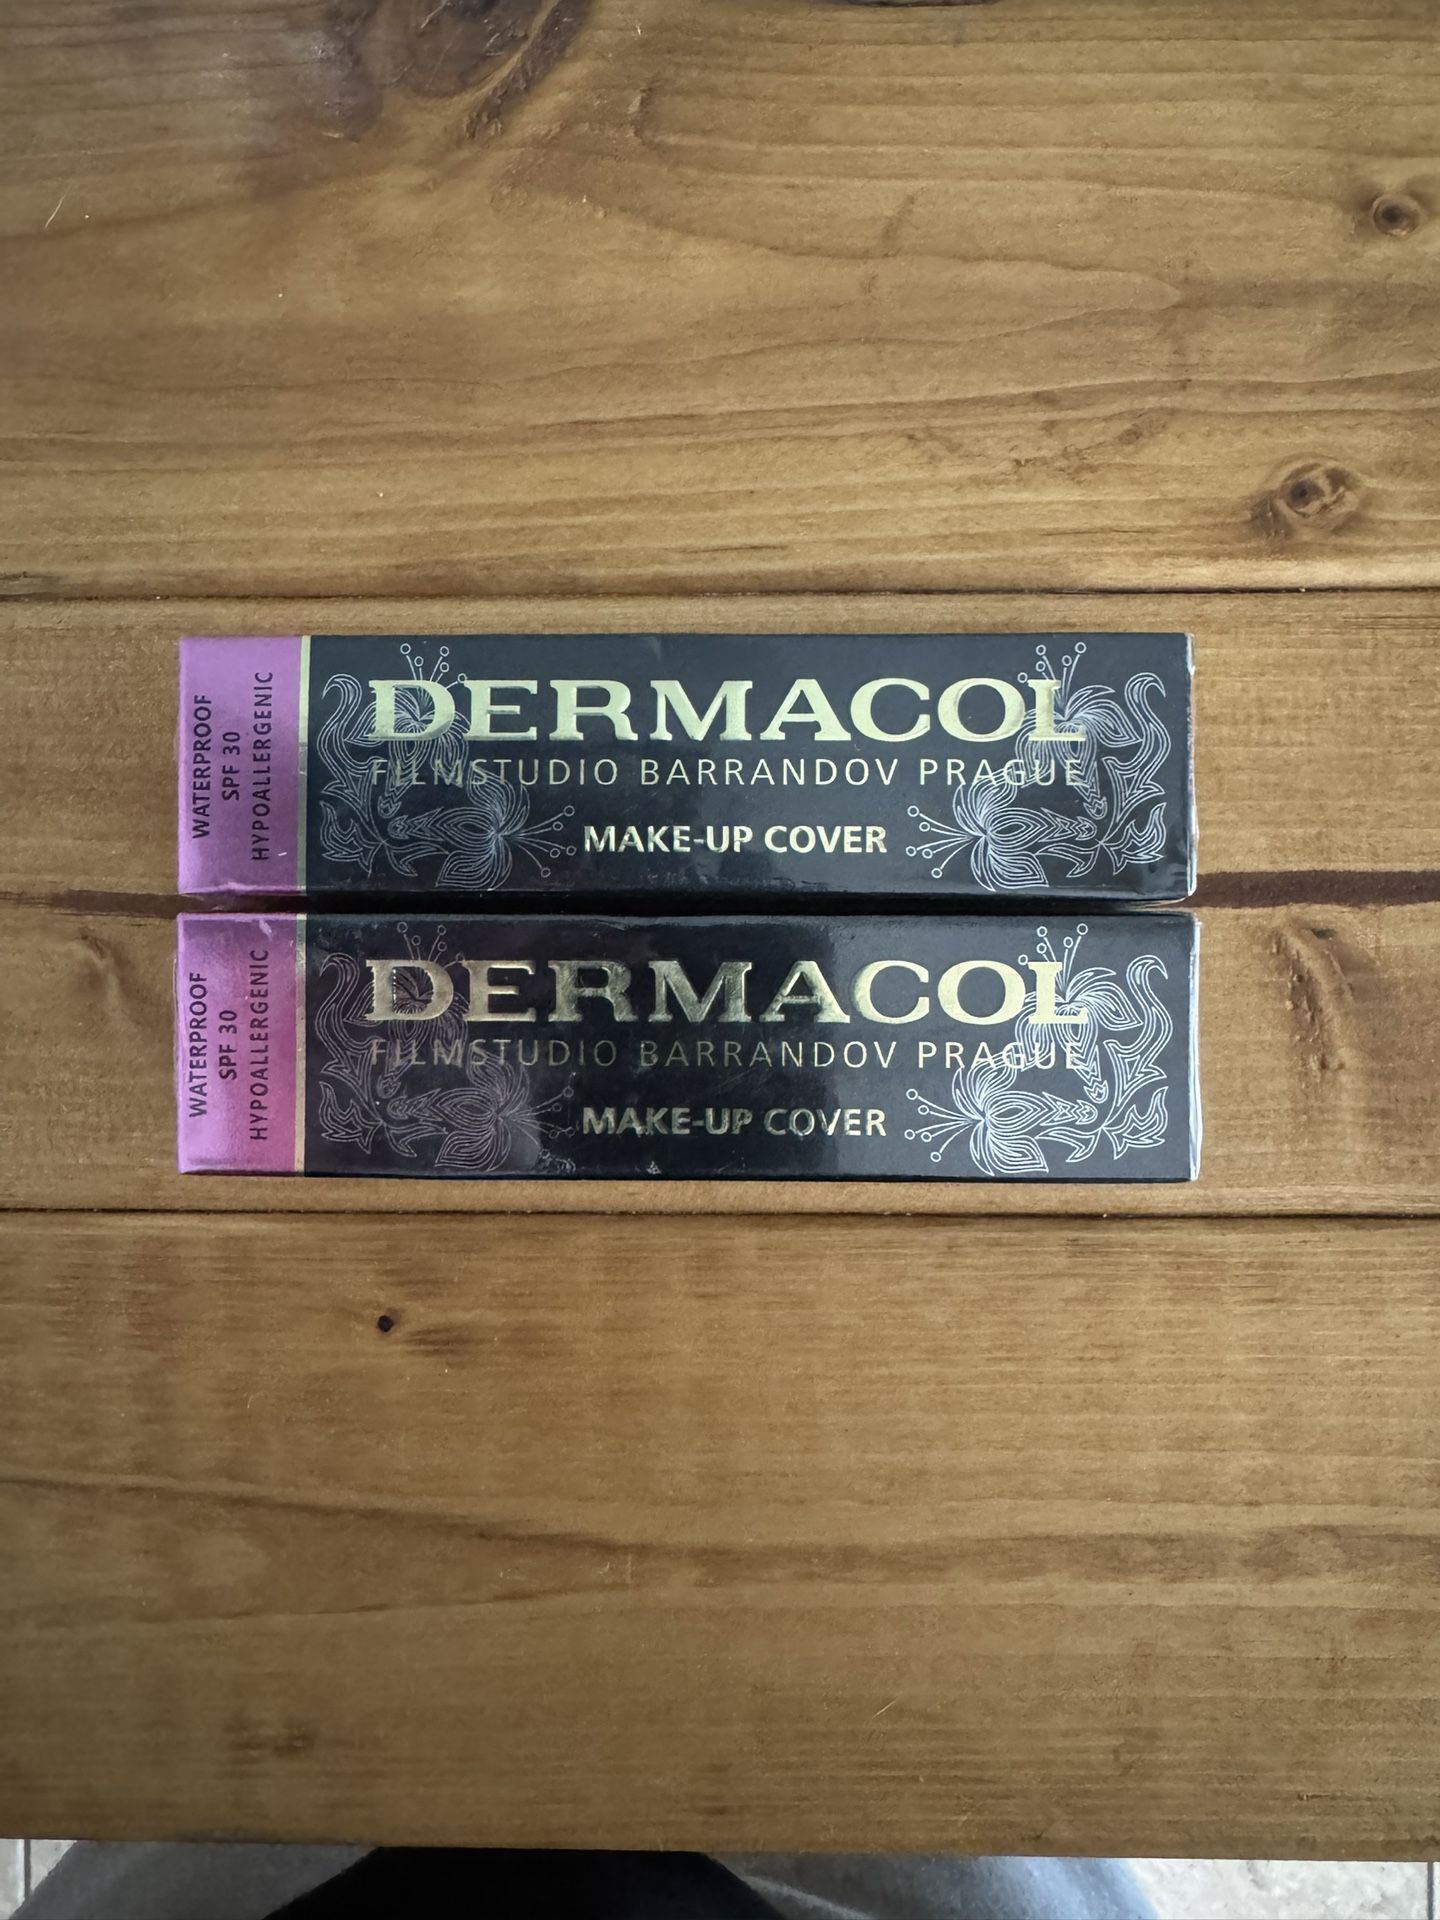 WATERPROOF
SPF 30
HYPOALLERGENIC
DERMACOL
FILMSTUDIO BARRANDOV PRAGUE
MAKE-UP COVER
WATERPROOF
SPF 30
HYPOALLERGENIC
DERMACOL
FILMSTUDIO BARRANDOV PRAGUE
MAKE-UP COVER